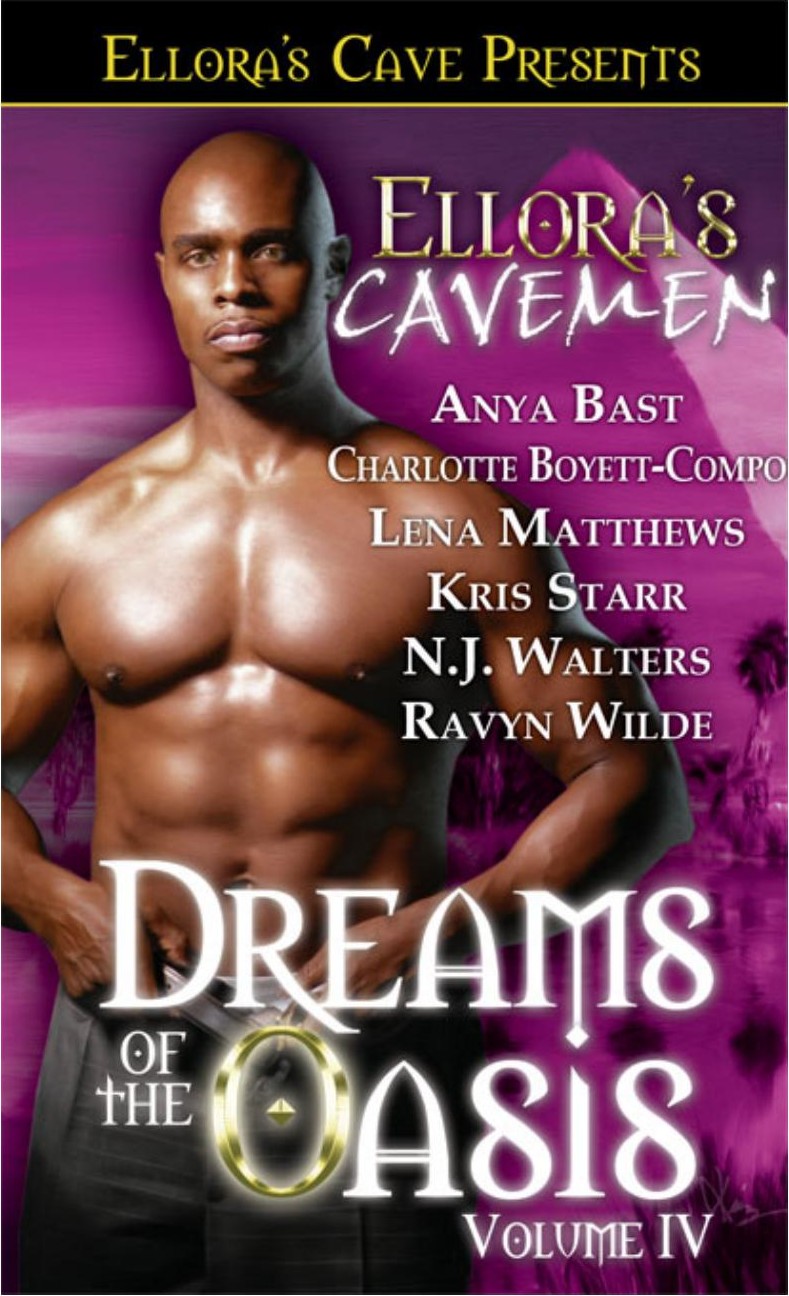 ELLORA'S CAVE PRESENTS
ELLORA'S
CAVEMEN
ANYA BAST
CHARLOTTE BOYETT-COMPO
LENA MATTHEWS
KRIS STARR
N.J. WALTERS
RAVYN WILDE
DREAMS
OF THE
OASIS
VOLUME IV